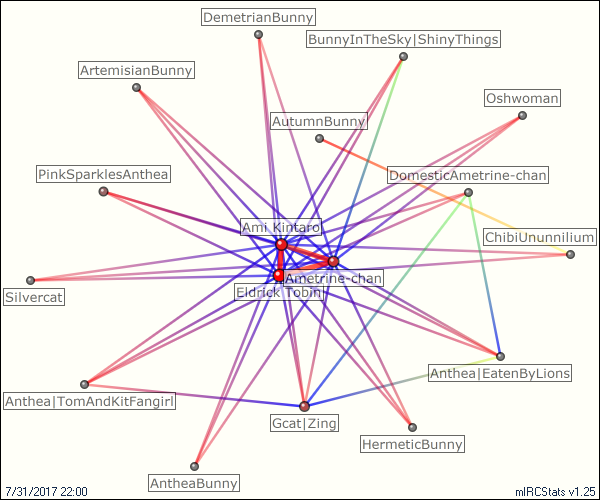 DemetrianBunny
BunnyInTheSky|ShinyThings
ArtemisianBunny
Oshwoman
AutumnBunny
PinkSparklesAnthea
DomesticAmetrine-chan
Ami Kintaro
ChibiUnunnilium
Ametrine-chan
Eldrick Tobin
Silvercat
Anthea|EatenByLions
Anthea|TomAndKitFangirl
Gcat|Zing
HermeticBunny
AntheaBunny
7/31/2017 22:00
mIRCStats v1.25